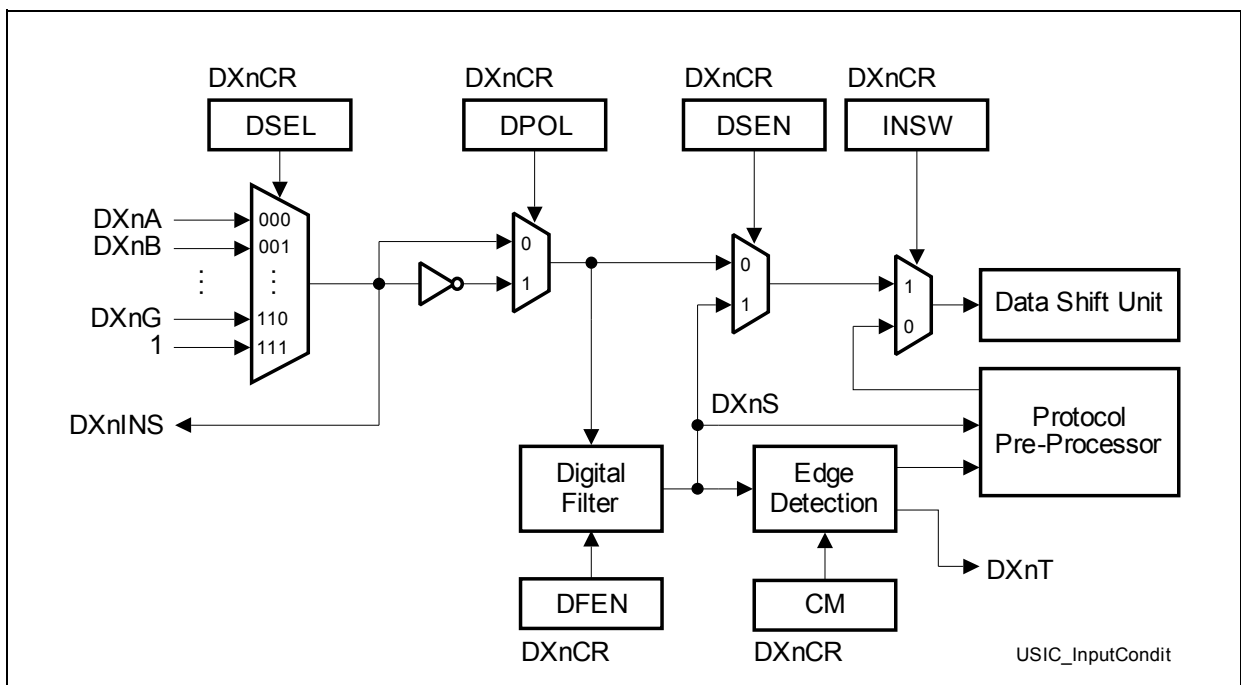 DXnCR
DXnCR
DXnCR
DXnCR
DSEL
DPOL
DSEN
INSW
DXnA
000
DXnB
001
0
1
0
1
1
0
Data Shift Unit
DXnG
110
1
111
DXnINS
DXnS
Protocol
Pre-Processor
Digital
Filter
Edge
Detection
DXnT
DFEN
CM
DXnCR
DXnCR
USIC_InputCondit